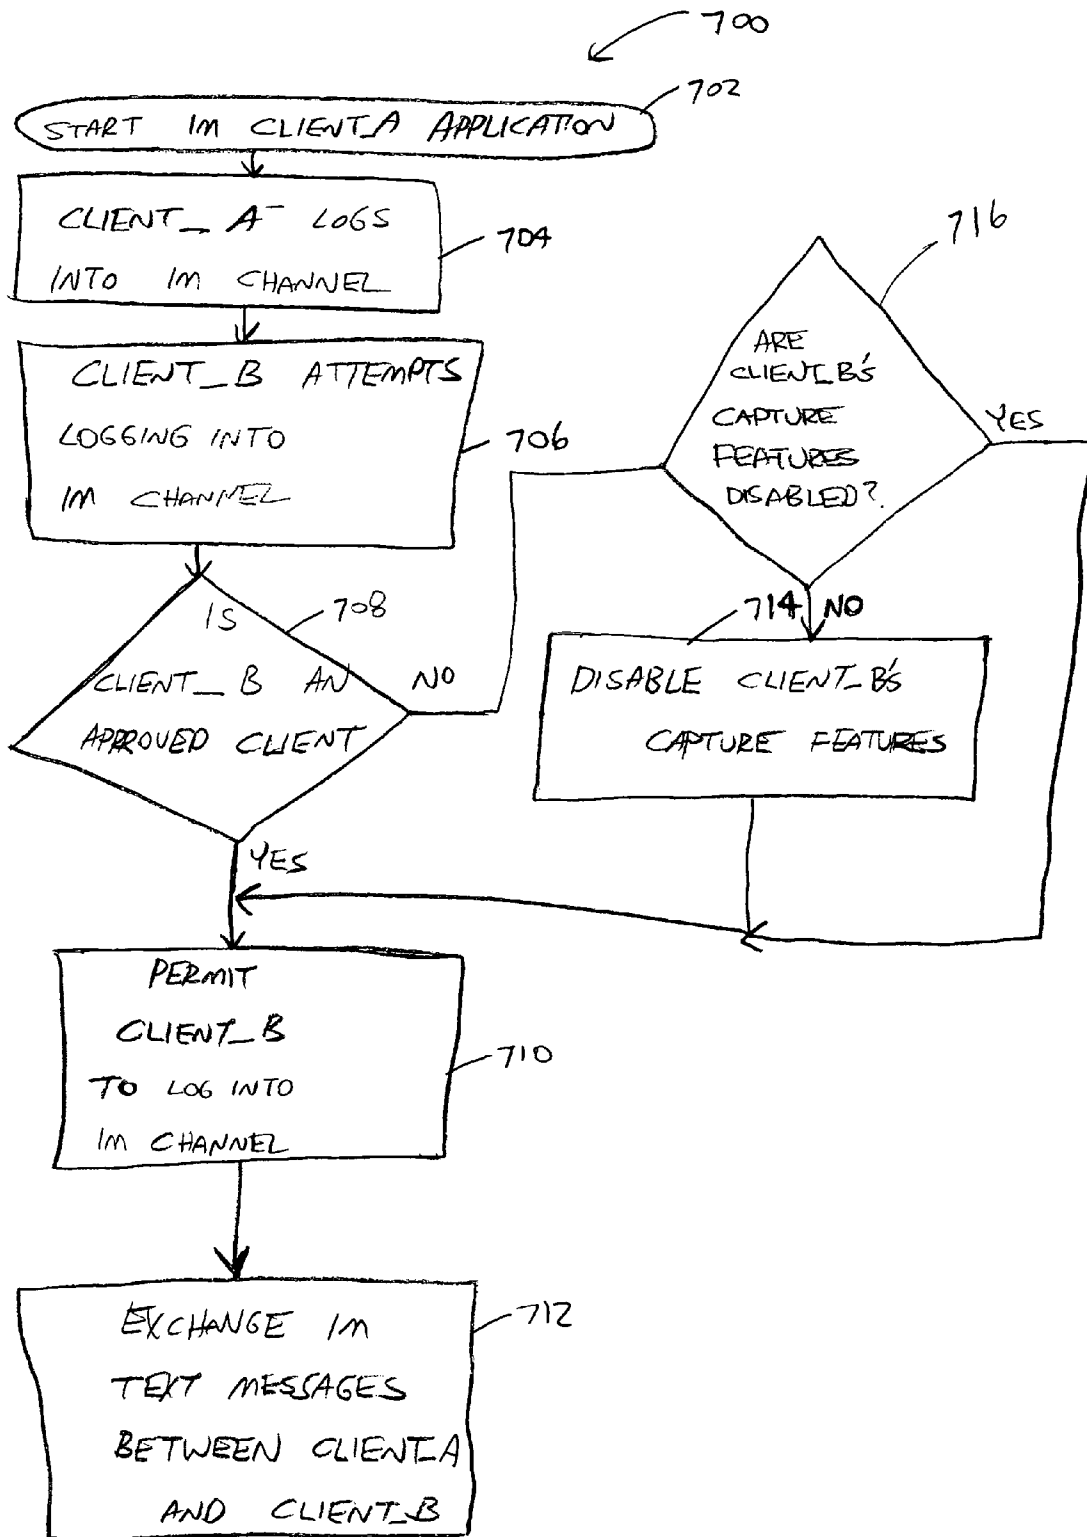 700
702
START IM CLIENT_A APPLICATION
CLIENT_A LOGS
INTO IM CHANNEL
704
CLIENT_B ATTEMPTS
LOGGING INTO
IM CHANNEL
706
IS
CLIENT_B AN
APPROVED CLIENT
708
NO
YES
716
ARE
CLIENT_B'S
CAPTURE
FEATURES
DISABLED?
YES
NO
714
DISABLE CLIENT_B'S
CAPTURE FEATURES
PERMIT
CLIENT_B
TO LOG INTO
IM CHANNEL
710
EXCHANGE IM
TEXT MESSAGES
BETWEEN CLIENT_A
AND CLIENT_B
712